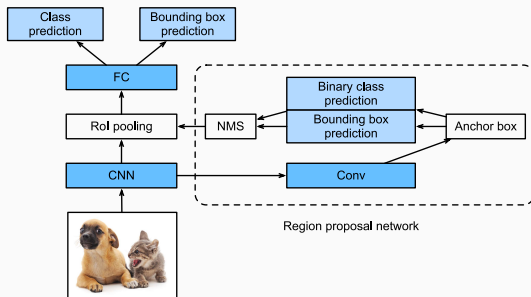 Class
prediction
Bounding box
prediction
FC
Binary class
prediction
RoI pooling
NMS
Bounding box
prediction
Anchor box
CNN
Conv
Region proposal network